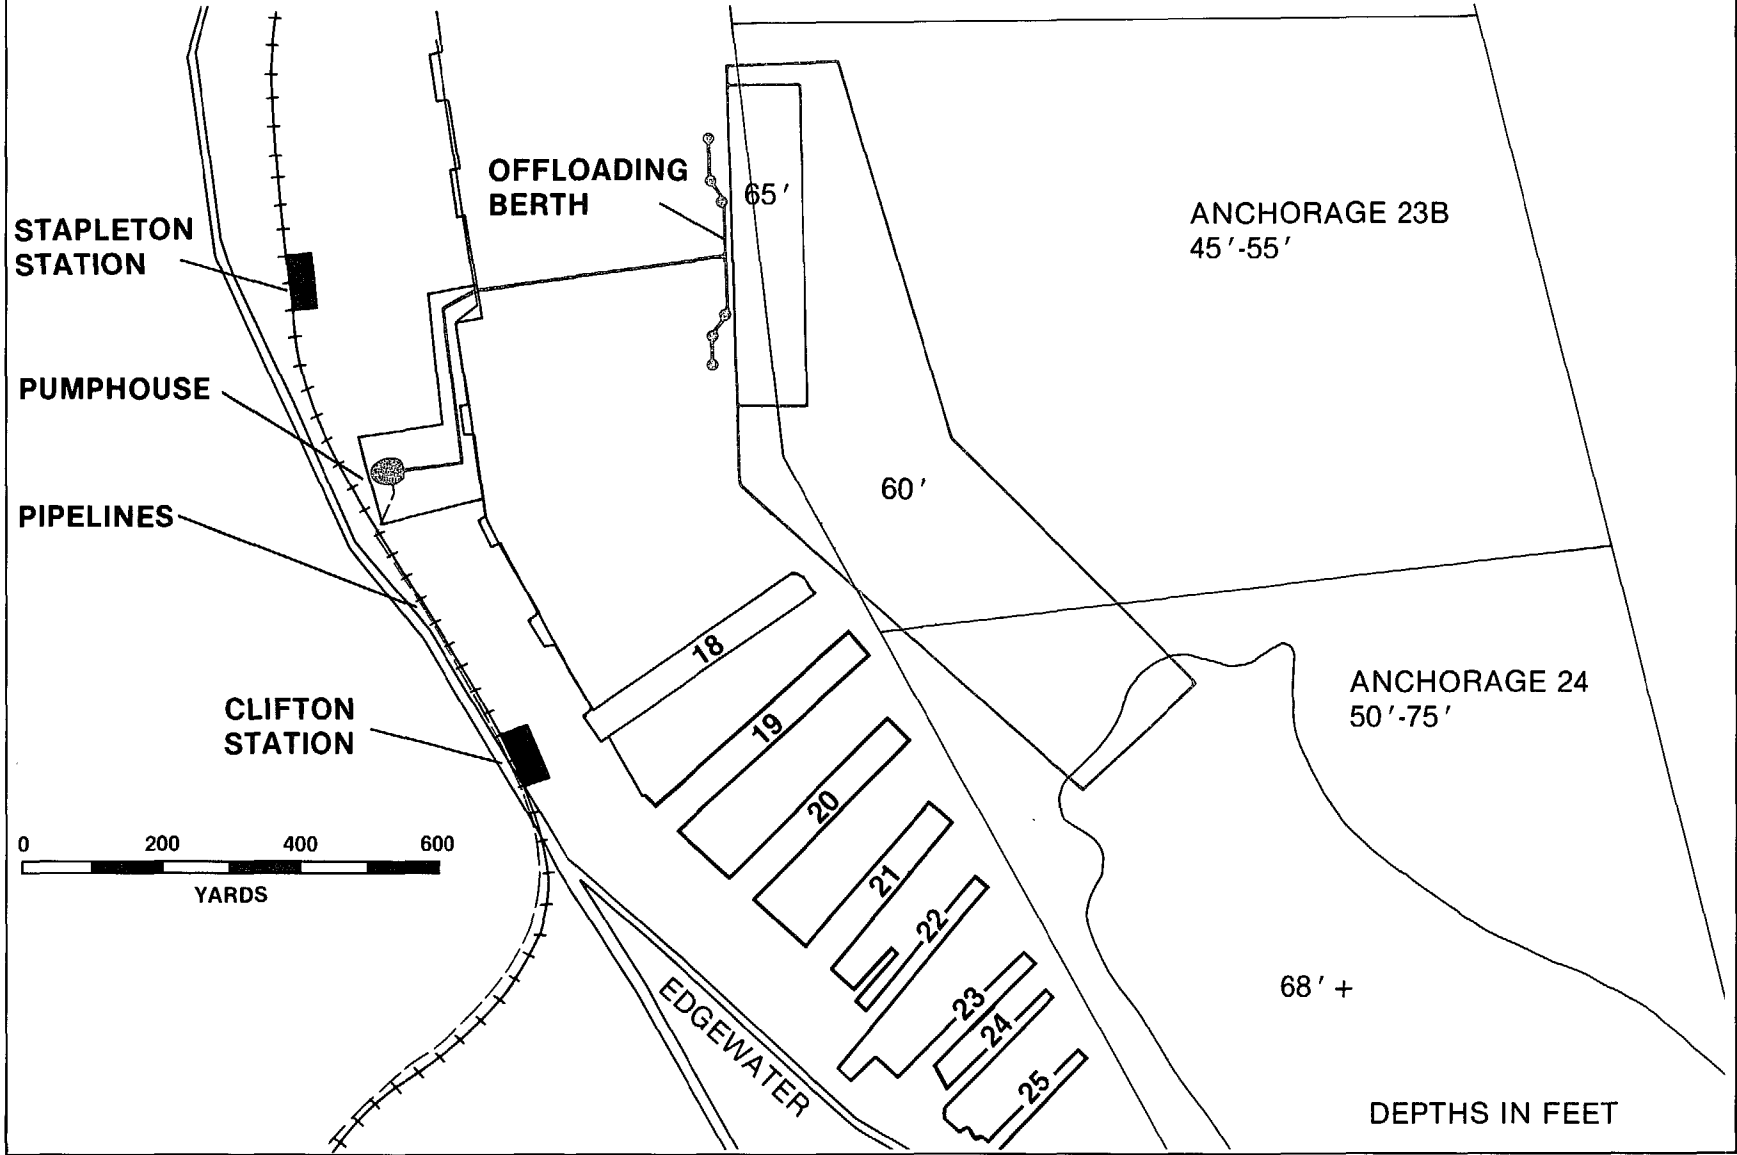 OFFLOADING
BERTH
65'
ANCHORAGE 23B
45'-55'
STAPLETON
STATION
PUMPHOUSE
60'
PIPELINES
18
ANCHORAGE 24
50'-75'
CLIFTON
STATION
19
20
0 200 400 600
YARDS
21
22
23
24
25
EDGEWATER
68'+
DEPTHS IN FEET